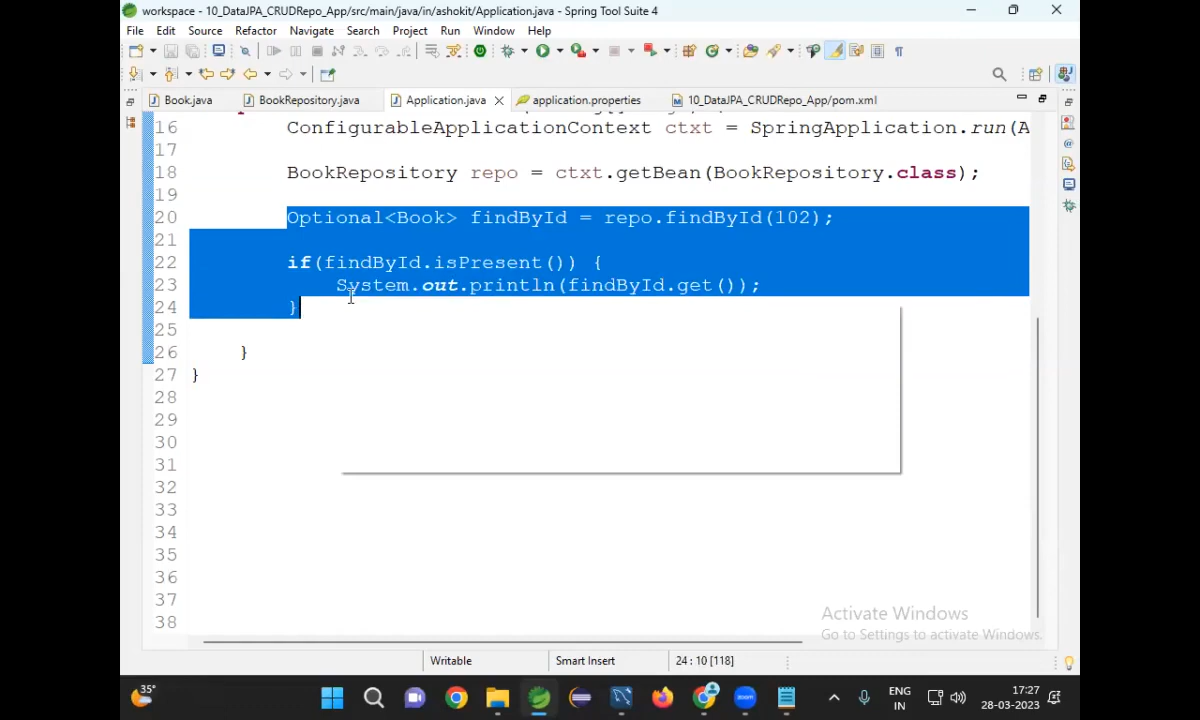 workspace - 10_DataJPA_CRUDRepo_App/src/main/java/in/ashokit/Application.java - Spring Tool Suite 4
File Edit Source Refactor Navigate Search Project Run Window Help
Book.java BookRepository.java Application.java application.properties 10_DataJPA_CRUDRepo_App/pom.xml
16 ConfigurableApplicationContext ctxt = SpringApplication.run(A
17
18 BookRepository repo = ctxt.getBean(BookRepository.class);
19
20 Optional<Book> findById = repo.findById(102);
21
22 if(findById.isPresent()) {
23 System.out.println(findById.get());
24 }
25
26 }
27 }
28
29
30
31
32
33
34
35
36
37
38
Activate Windows
Go to Settings to activate Windows.
Writable Smart Insert 24 : 10 [118]
35°
zoom
ENG
IN
17:27
28-03-2023